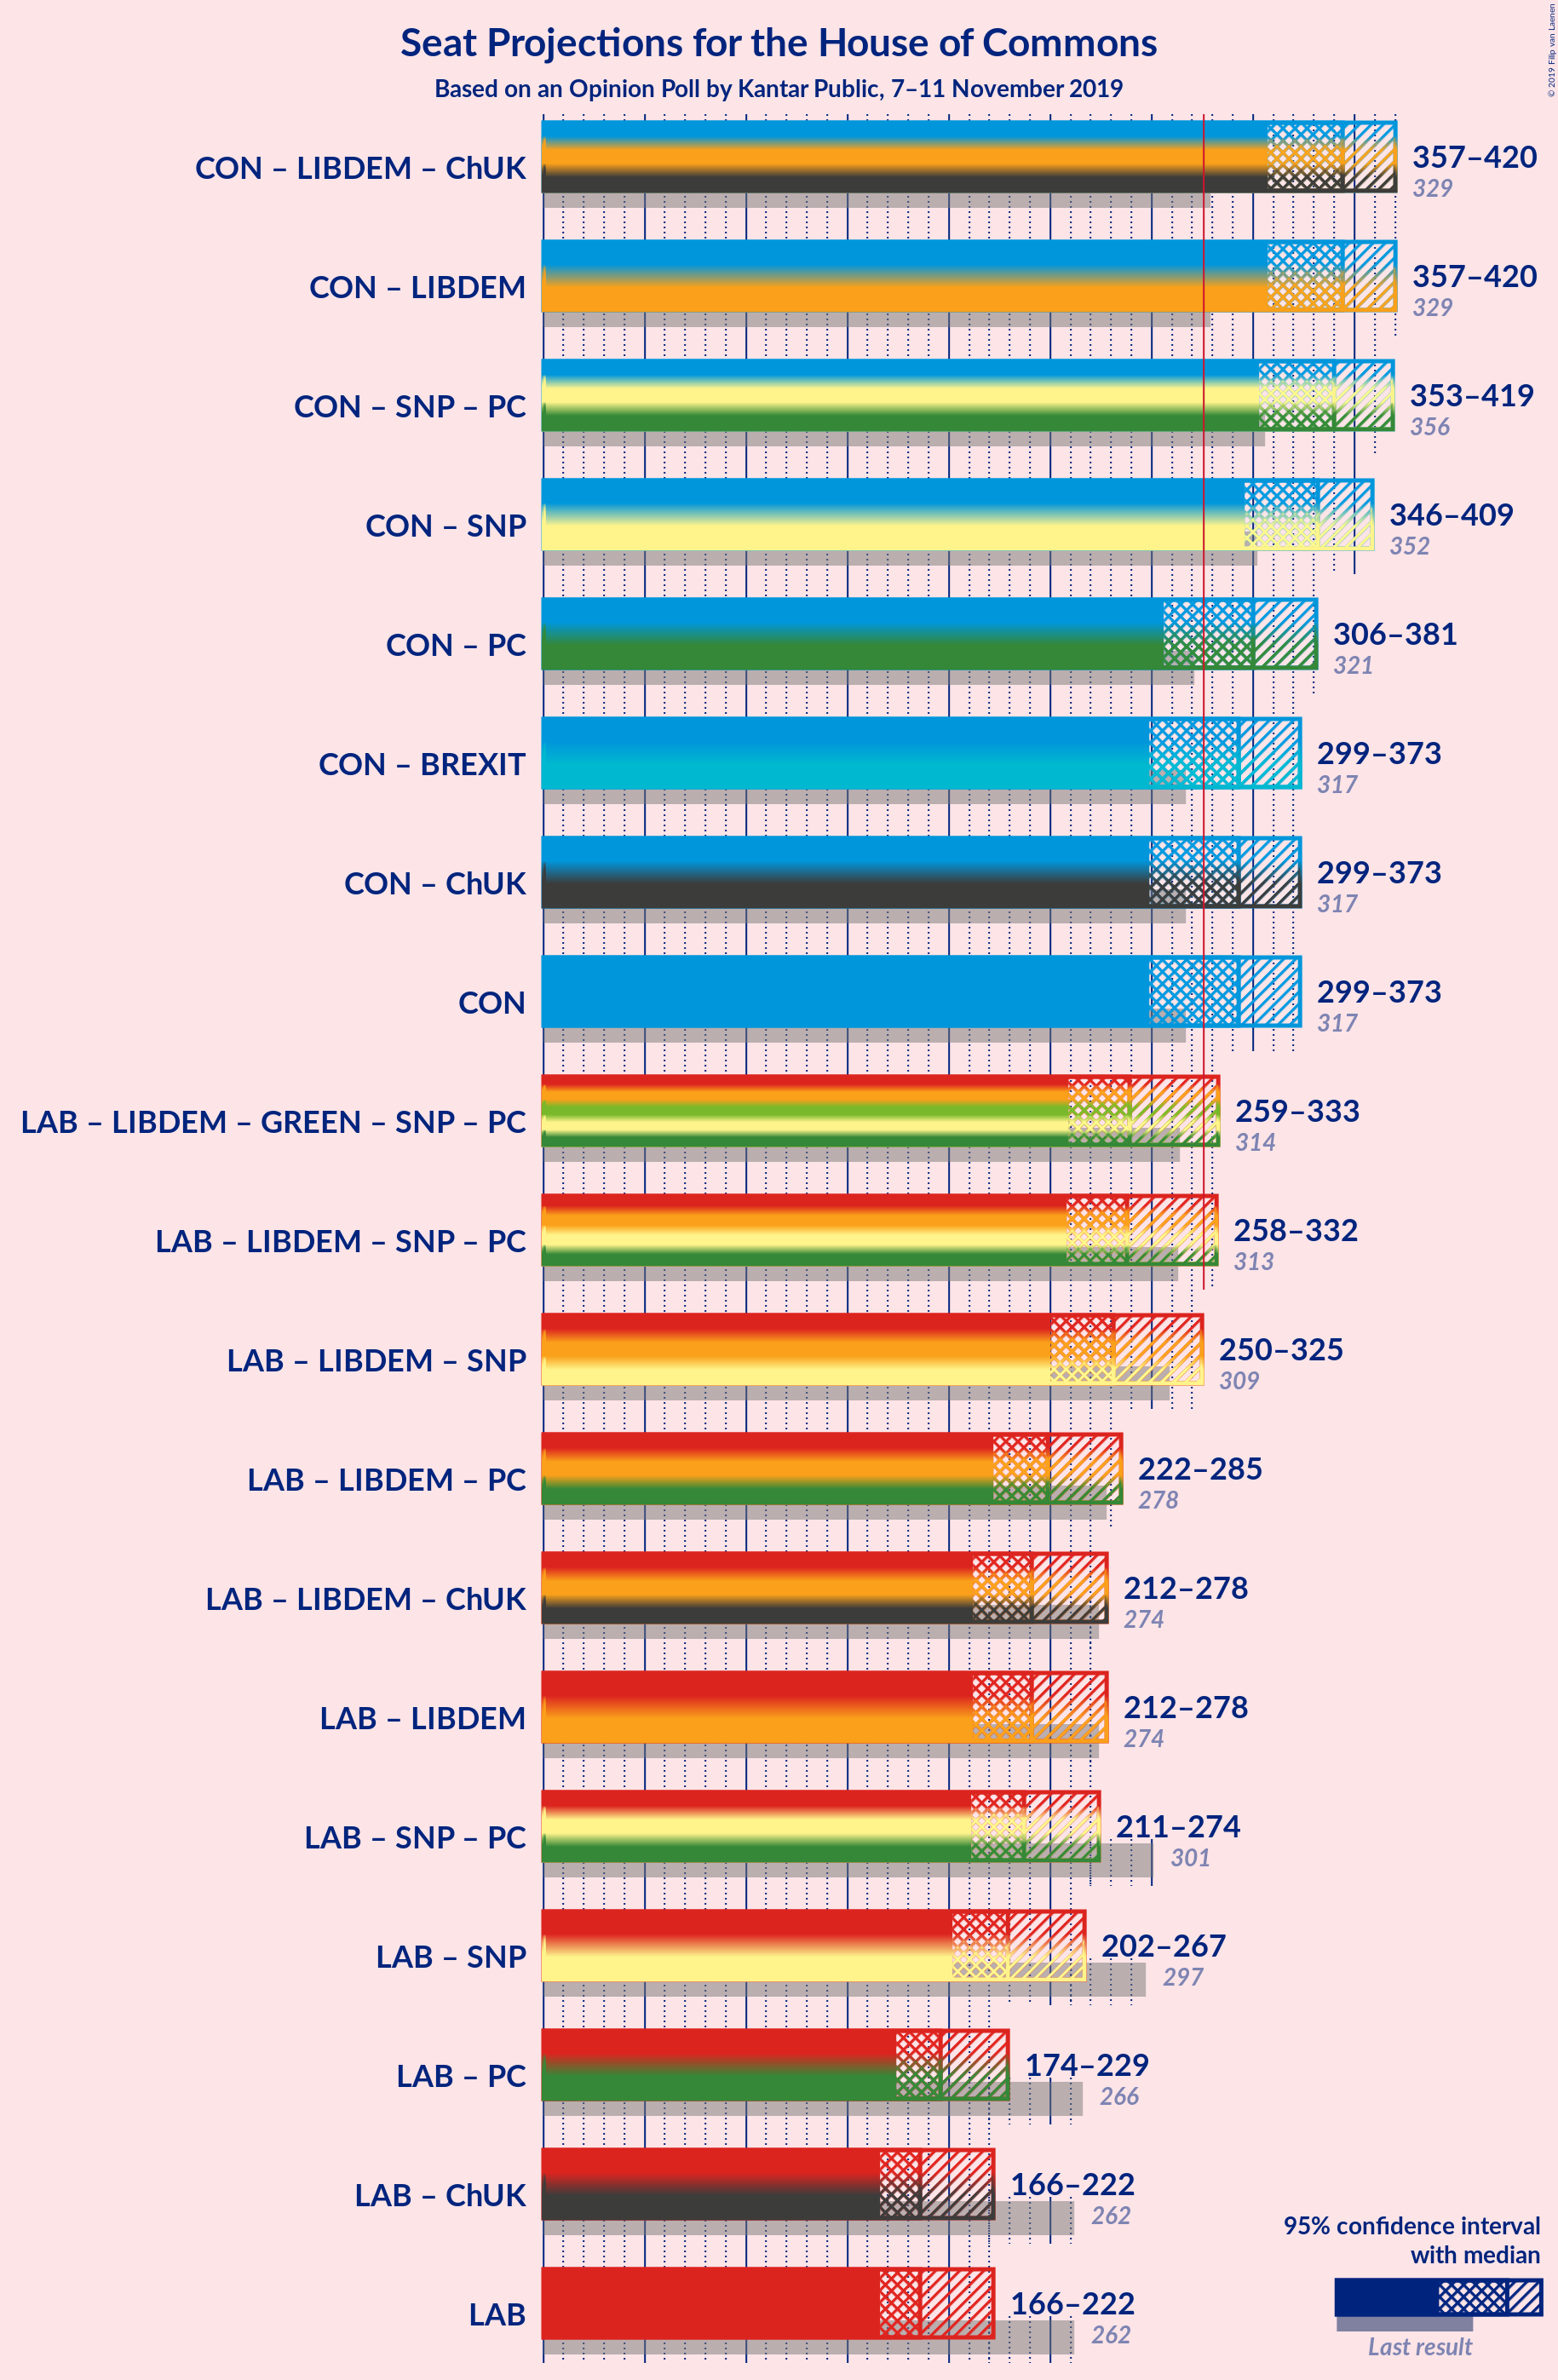 Seat Projections for the House of Commons
Based on an Opinion Poll by Kantar Public, 7–11 November 2019
© 2019 Filip van Laenen
CON – LIBDEM – ChUK
357–420
329
CON – LIBDEM
357–420
329
CON – SNP – PC
353–419
356
CON – SNP
346–409
352
CON – PC
306–381
321
CON – BREXIT
299–373
317
CON – ChUK
299–373
317
CON
299–373
317
LAB – LIBDEM – GREEN – SNP – PC
259–333
314
LAB – LIBDEM – SNP – PC
258–332
313
LAB – LIBDEM – SNP
250–325
309
LAB – LIBDEM – PC
222–285
278
LAB – LIBDEM – ChUK
212–278
274
LAB – LIBDEM
212–278
274
LAB – SNP – PC
211–274
301
LAB – SNP
202–267
297
LAB – PC
174–229
266
LAB – ChUK
166–222
262
LAB
166–222
262
95% confidence interval
with median
Last result